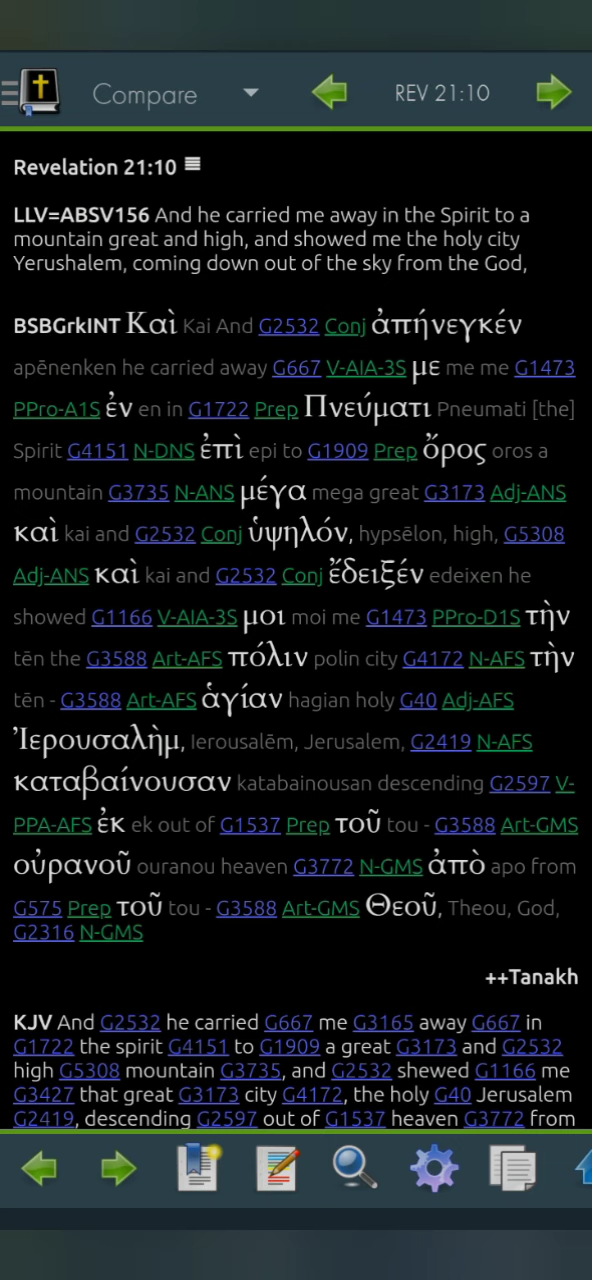 Compare
REV 21:10
Revelation 21:10
LLV=ABSV156 And he carried me away in the Spirit to a
mountain great and high, and showed me the holy city
Yerushalem, coming down out of the sky from the God,
BSBGrkINT Καὶ Kai And G2532 Conj ἀπήνεγκέν
apēnenken he carried away G667 V-AIA-3S με me me G1473
PPro-A1S ἐν en in G1722 Prep Πνεύματι Pneumati [the]
Spirit G4151 N-DNS ἐπὶ epi to G1909 Prep ὄρος oros a
mountain G3735 N-ANS μέγα mega great G3173 Adj-ANS
καὶ kai and G2532 Conj ὑψηλόν, hypsēlon, high, G5308
Adj-ANS καὶ kai and G2532 Conj ἔδειξέν edeixen he
showed G1166 V-AIA-3S μοι moi me G1473 PPro-D1S τὴν
tēn the G3588 Art-AFS πόλιν polin city G4172 N-AFS τὴν
tēn - G3588 Art-AFS ἁγίαν hagian holy G40 Adj-AFS
Ἰερουσαλὴμ, Ierousalēm, Jerusalem, G2419 N-AFS
καταβαίνουσαν katabainousan descending G2597 V-
PPA-AFS ἐκ ek out of G1537 Prep τοῦ tou - G3588 Art-GMS
οὐρανοῦ ouranou heaven G3772 N-GMS ἀπὸ apo from
G575 Prep τοῦ tou - G3588 Art-GMS Θεοῦ, Theou, God,
G2316 N-GMS
++Tanakh
KJV And G2532 he carried G667 me G3165 away G667 in
G1722 the spirit G4151 to G1909 a great G3173 and G2532
high G5308 mountain G3735, and G2532 shewed G1166 me
G3427 that great G3173 city G4172, the holy G40 Jerusalem
G2419, descending G2597 out of G1537 heaven G3772 from